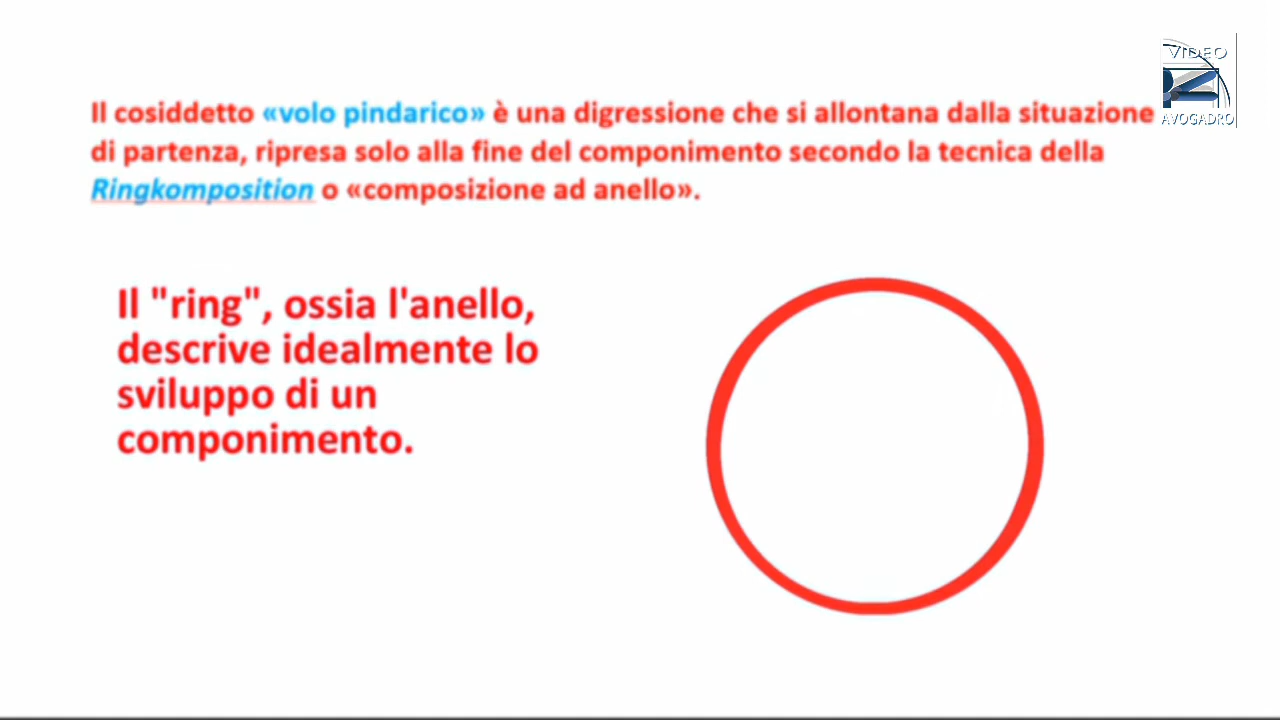 VIDEO
AVOGADRO
Il cosiddetto «volo pindarico» è una digressione che si allontana dalla situazione
di partenza, ripresa solo alla fine del componimento secondo la tecnica della
Ringkomposition o «composizione ad anello».
Il "ring", ossia l'anello,
descrive idealmente lo
sviluppo di un
componimento.